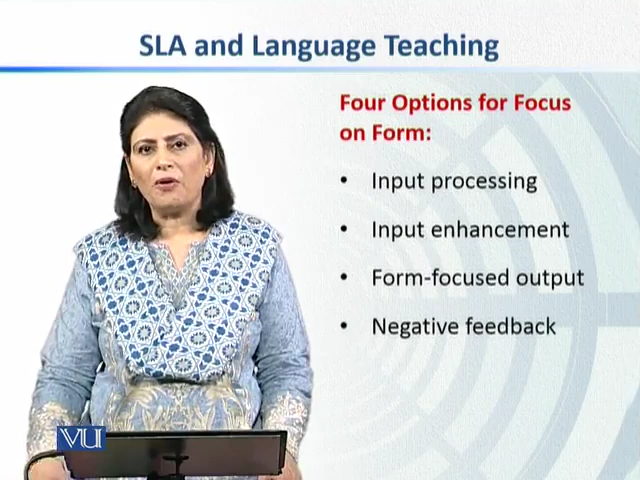 SLA and Language Teaching
Four Options for Focus
on Form:
• Input processing
• Input enhancement
• Form-focused output
• Negative feedback
VU